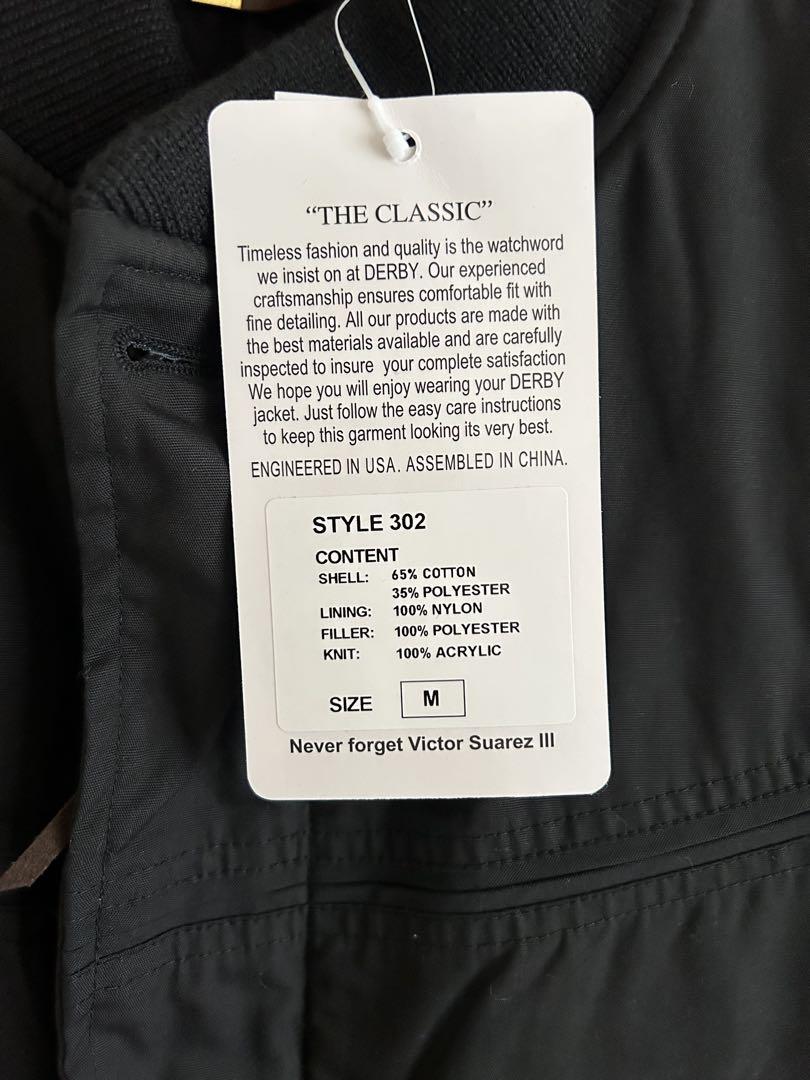 “THE CLASSIC”
Timeless fashion and quality is the watchword
we insist on at DERBY. Our experienced
craftsmanship ensures comfortable fit with
fine detailing. All our products are made with
the best materials available and are carefully
inspected to insure your complete satisfaction
We hope you will enjoy wearing your DERBY
jacket. Just follow the easy care instructions
to keep this garment looking its very best.
ENGINEERED IN USA. ASSEMBLED IN CHINA.
STYLE 302
CONTENT
SHELL: 65% COTTON
35% POLYESTER
LINING: 100% NYLON
FILLER: 100% POLYESTER
KNIT: 100% ACRYLIC
SIZE M
Never forget Victor Suarez III